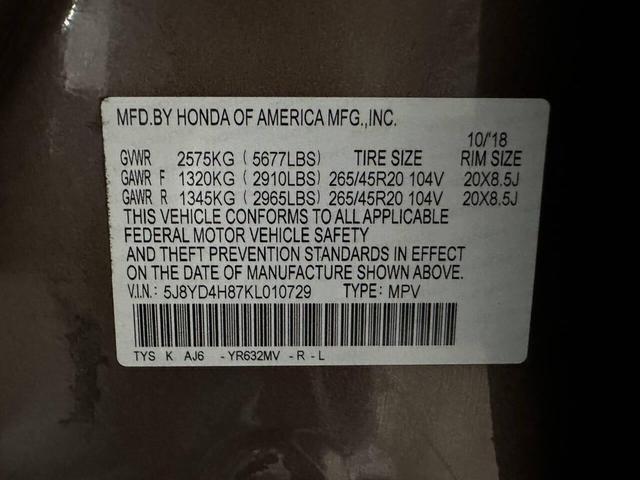 MFD.BY HONDA OF AMERICA MFG.,INC.
10/'18
GVWR 2575KG ( 5677LBS) TIRE SIZE RIM SIZE
GAWR F 1320KG ( 2910LBS) 265/45R20 104V 20X8.5J
GAWR R 1345KG ( 2965LBS) 265/45R20 104V 20X8.5J
THIS VEHICLE CONFORMS TO ALL APPLICABLE
FEDERAL MOTOR VEHICLE SAFETY
AND THEFT PREVENTION STANDARDS IN EFFECT
ON THE DATE OF MANUFACTURE SHOWN ABOVE.
V.I.N.: 5J8YD4H87KL010729 TYPE: MPV
TYS K AJ6 -YR632MV -R-L